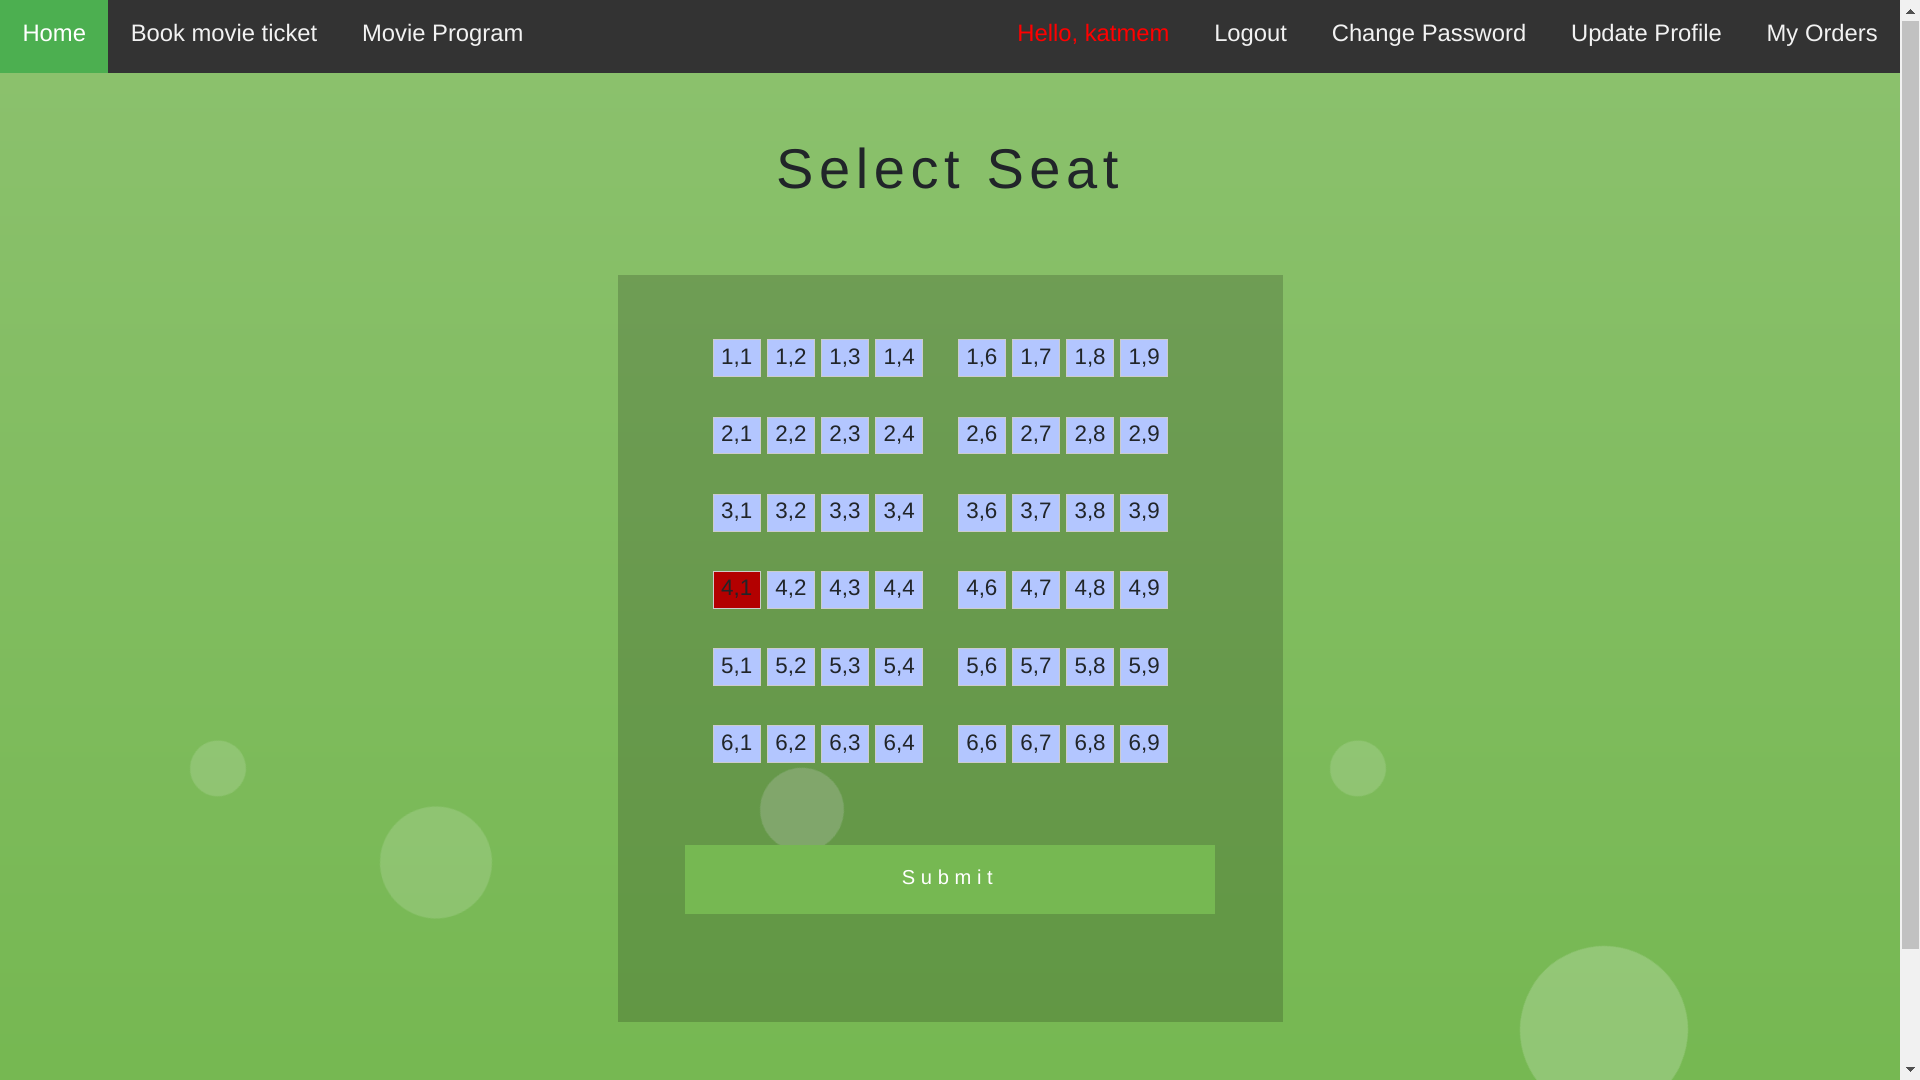 Home Book movie ticket Movie Program Hello, katmem Logout Change Password Update Profile My Orders
Select Seat
1,1 1,2 1,3 1,4 1,6 1,7 1,8 1,9
2,1 2,2 2,3 2,4 2,6 2,7 2,8 2,9
3,1 3,2 3,3 3,4 3,6 3,7 3,8 3,9
4,1 4,2 4,3 4,4 4,6 4,7 4,8 4,9
5,1 5,2 5,3 5,4 5,6 5,7 5,8 5,9
6,1 6,2 6,3 6,4 6,6 6,7 6,8 6,9
Submit